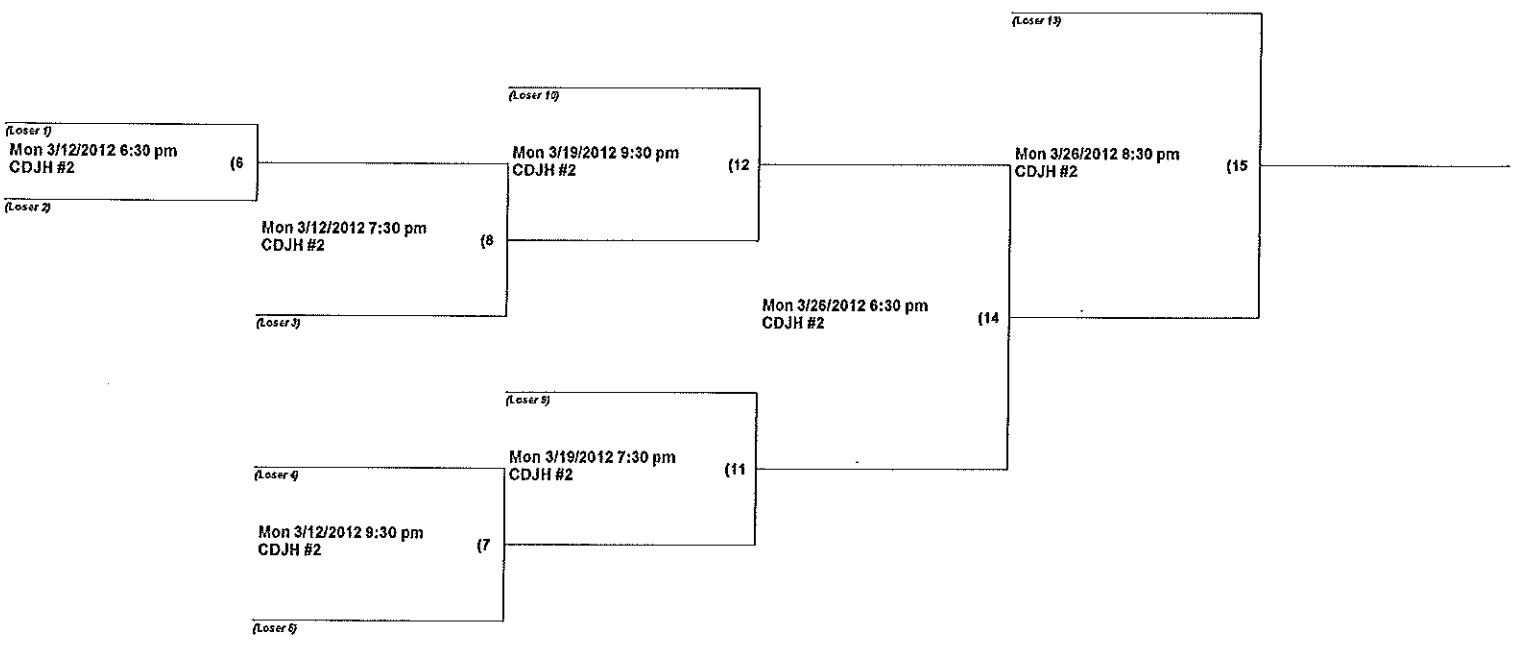 (Loser 13)
(Loser 10)
(Loser 1)
Mon 3/12/2012 6:30 pm
CDJH #2
(6
(Loser 2)
Mon 3/19/2012 9:30 pm
CDJH #2
(12
Mon 3/26/2012 8:30 pm
CDJH #2
(15
Mon 3/12/2012 7:30 pm
CDJH #2
(8
(Loser 3)
Mon 3/26/2012 6:30 pm
CDJH #2
(14
(Loser 9)
Mon 3/19/2012 7:30 pm
CDJH #2
(11
(Loser 4)
Mon 3/12/2012 9:30 pm
CDJH #2
(7
(Loser 5)